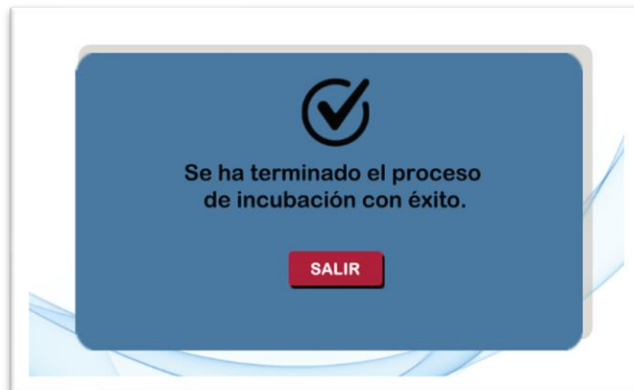 Se ha terminado el proceso
de incubación con éxito.
SALIR